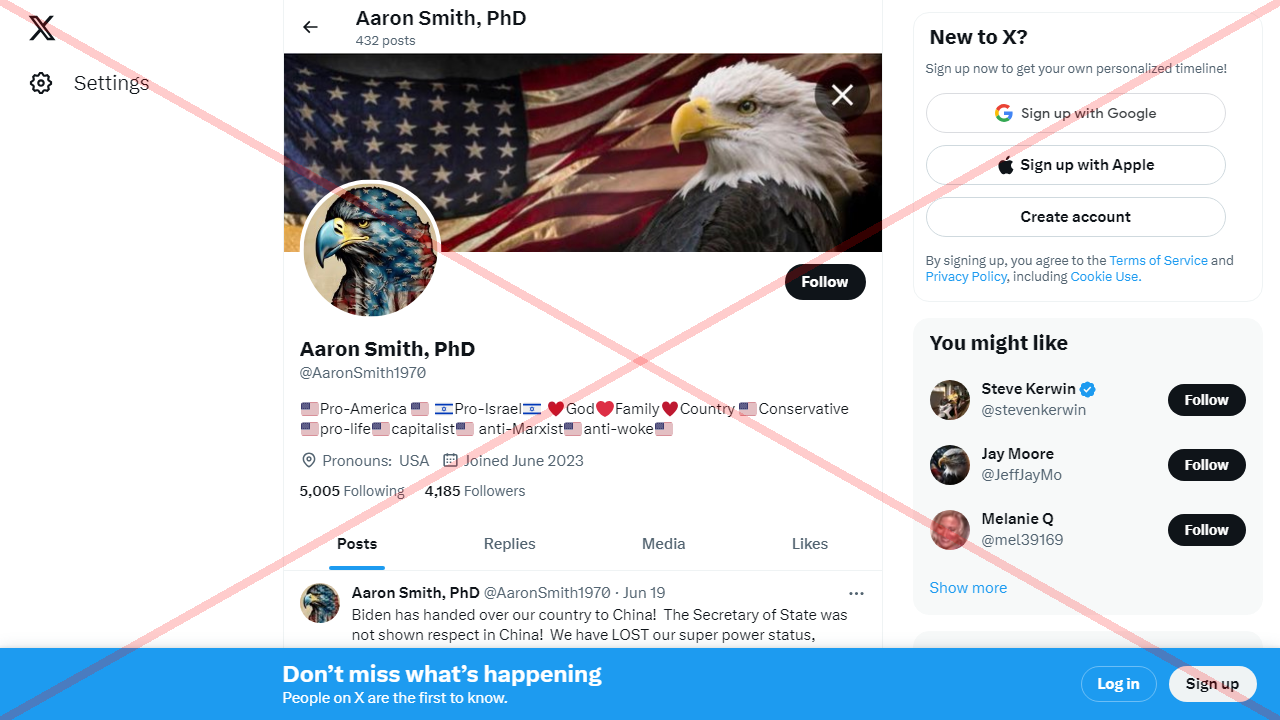 Settings
Aaron Smith, PhD
432 posts
Follow
Aaron Smith, PhD
@AaronSmith1970
🇺🇸Pro-America 🇺🇸 🇮🇱Pro-Israel🇮🇱 ♥️God❤️Family♥️Country 🇺🇸Conservative
🇺🇸pro-life🇺🇸capitalist🇺🇸 anti-Marxist🇺🇸anti-woke🇺🇸
Pronouns: USA Joined June 2023
5,005 Following 4,185 Followers
Posts Replies Media Likes
Aaron Smith, PhD @AaronSmith1970 · Jun 19
Biden has handed over our country to China! The Secretary of State was
not shown respect in China! We have LOST our super power status,
New to X?
Sign up now to get your own personalized timeline!
Sign up with Google
Sign up with Apple
Create account
By signing up, you agree to the Terms of Service and
Privacy Policy, including Cookie Use.
You might like
Steve Kerwin
@stevenkerwin
Follow
Jay Moore
@JeffJayMo
Follow
Melanie Q
@mel39169
Follow
Show more
Don’t miss what’s happening
People on X are the first to know.
Log in
Sign up